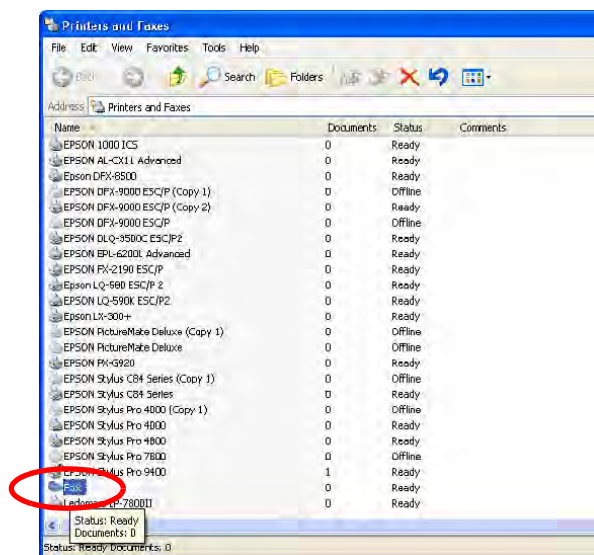 Printers and Faxes
File Edit View Favorites Tools Help
Back Search Folders
Address Printers and Faxes
Name Documents Status Comments
EPSON 1000 ICS 0 Ready
EPSON AL-CX11 Advanced 0 Ready
Epson DFX-8500 0 Ready
EPSON DFX-9000 ESC/P (Copy 1) 0 Offline
EPSON DFX-9000 ESC/P (Copy 2) 0 Ready
EPSON DFX-9000 ESC/P 0 Offline
EPSON DLQ-3500C ESC/P2 0 Ready
EPSON EPL-6200L Advanced 0 Ready
EPSON FX-2190 ESC/P 0 Ready
Epson LQ-580 ESC/P 2 0 Ready
EPSON LQ-590K ESC/P2 0 Ready
Epson LX-300+ 0 Ready
EPSON PictureMate Deluxe (Copy 1) 0 Offline
EPSON PictureMate Deluxe 0 Offline
EPSON PX-G920 0 Ready
EPSON Stylus C84 Series (Copy 1) 0 Offline
EPSON Stylus C84 Series 0 Ready
EPSON Stylus Pro 4000 (Copy 1) 0 Offline
EPSON Stylus Pro 4000 0 Ready
EPSON Stylus Pro 4800 0 Ready
EPSON Stylus Pro 7800 0 Offline
EPSON Stylus Pro 9400 1 Ready
Fax 0 Ready
LP-7800II 0 Ready
Status: Ready
Documents: 0
Status: Ready Documents: 0